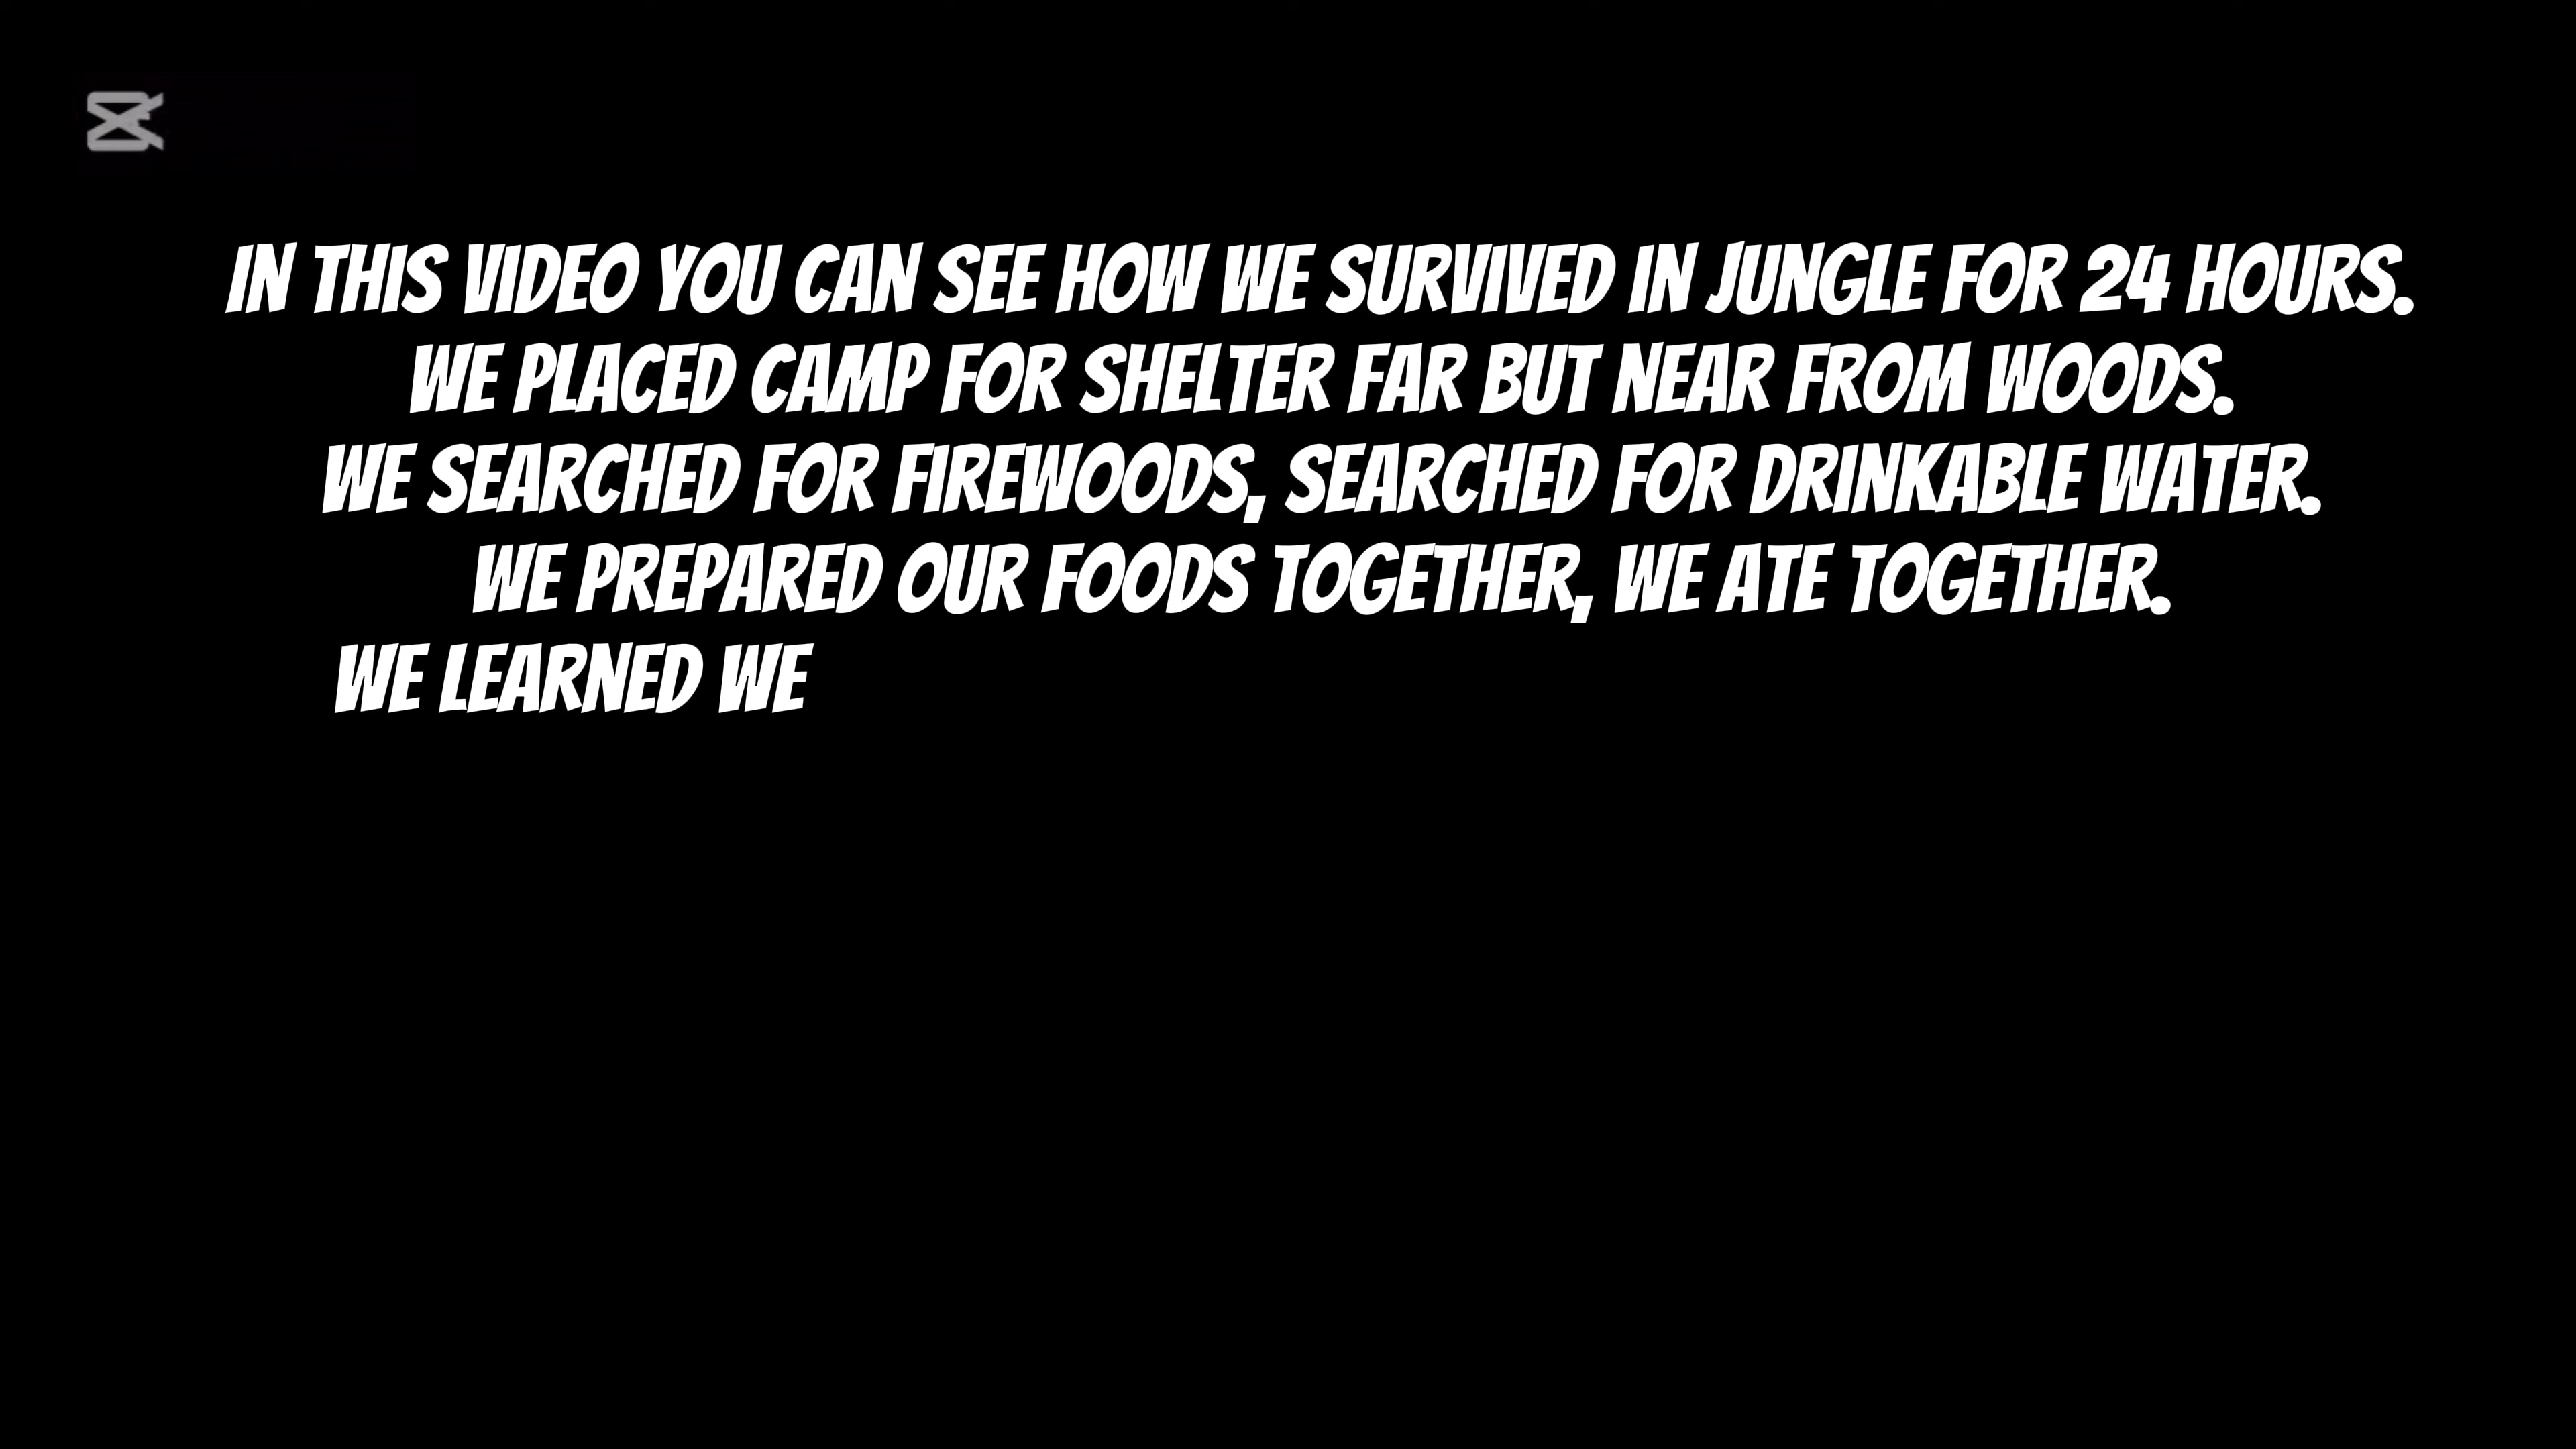 IN THIS VIDEO YOU CAN SEE HOW WE SURVIVED IN JUNGLE FOR 24 HOURS.
WE PLACED CAMP FOR SHELTER FAR BUT NEAR FROM WOODS.
WE SEARCHED FOR FIREWOODS, SEARCHED FOR DRINKABLE WATER.
WE PREPARED OUR FOODS TOGETHER, WE ATE TOGETHER.
WE LEARNED WE